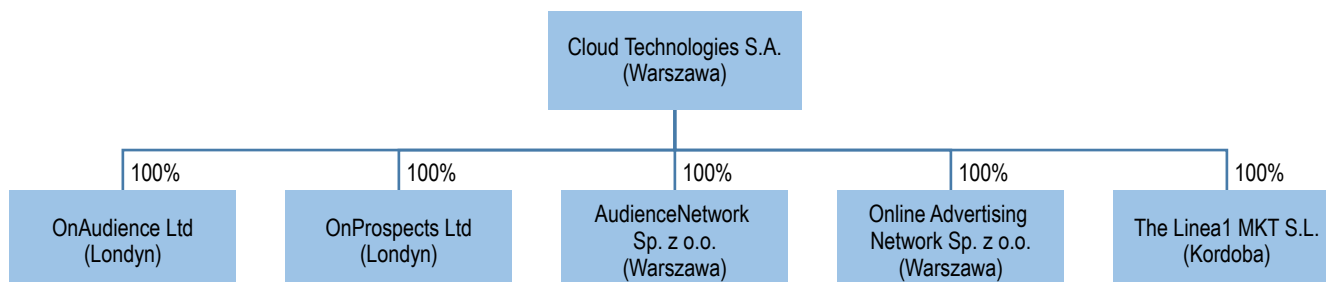 Cloud Technologies S.A.
(Warszawa)
100%
100%
100%
100%
100%
OnAudience Ltd
(Londyn)
OnProspects Ltd
(Londyn)
AudienceNetwork
Sp. z o.o.
(Warszawa)
Online Advertising
Network Sp. z o.o.
(Warszawa)
The Linea1 MKT S.L.
(Kordoba)